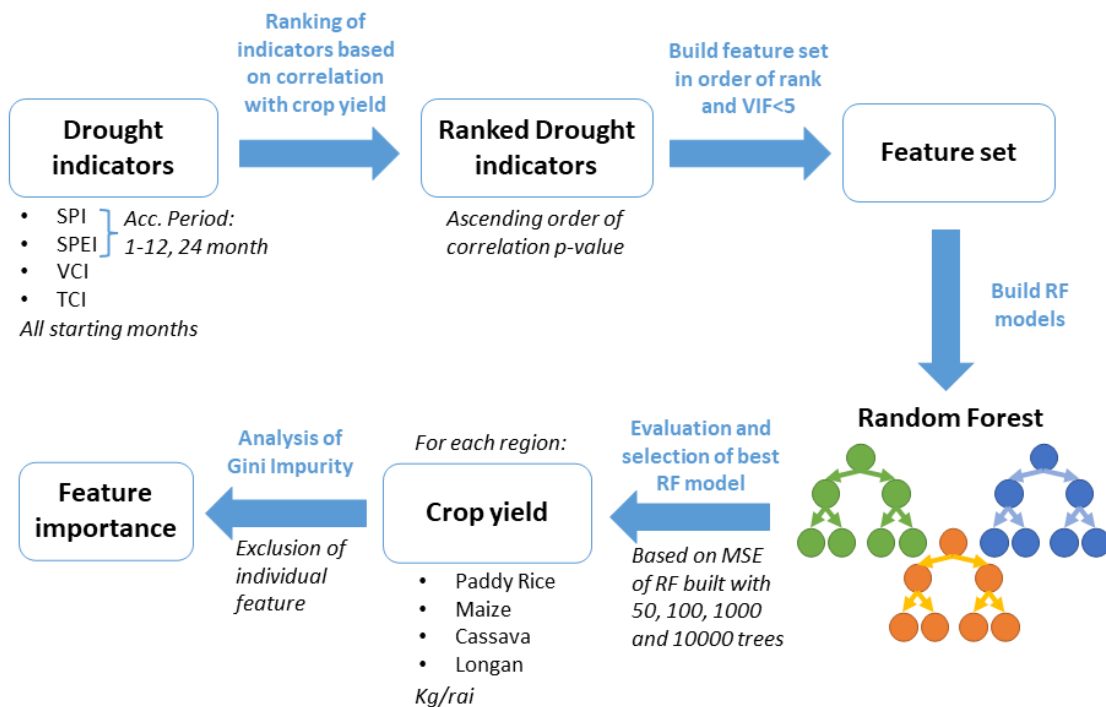 Ranking of
indicators based
on correlation
with crop yield
Build feature set
in order of rank
and VIF<5
Drought
indicators
Ranked Drought
indicators
Feature set
• SPI
• SPEI
• VCI
• TCI
Acc. Period:
1-12, 24 month
All starting months
Ascending order of
correlation p-value
Build RF
models
Random Forest
Evaluation and
selection of best
RF model
Based on MSE
of RF built with
50, 100, 1000
and 10000 trees
For each region:
Crop yield
• Paddy Rice
• Maize
• Cassava
• Longan
Kg/rai
Analysis of
Gini Impurity
Exclusion of
individual
feature
Feature
importance